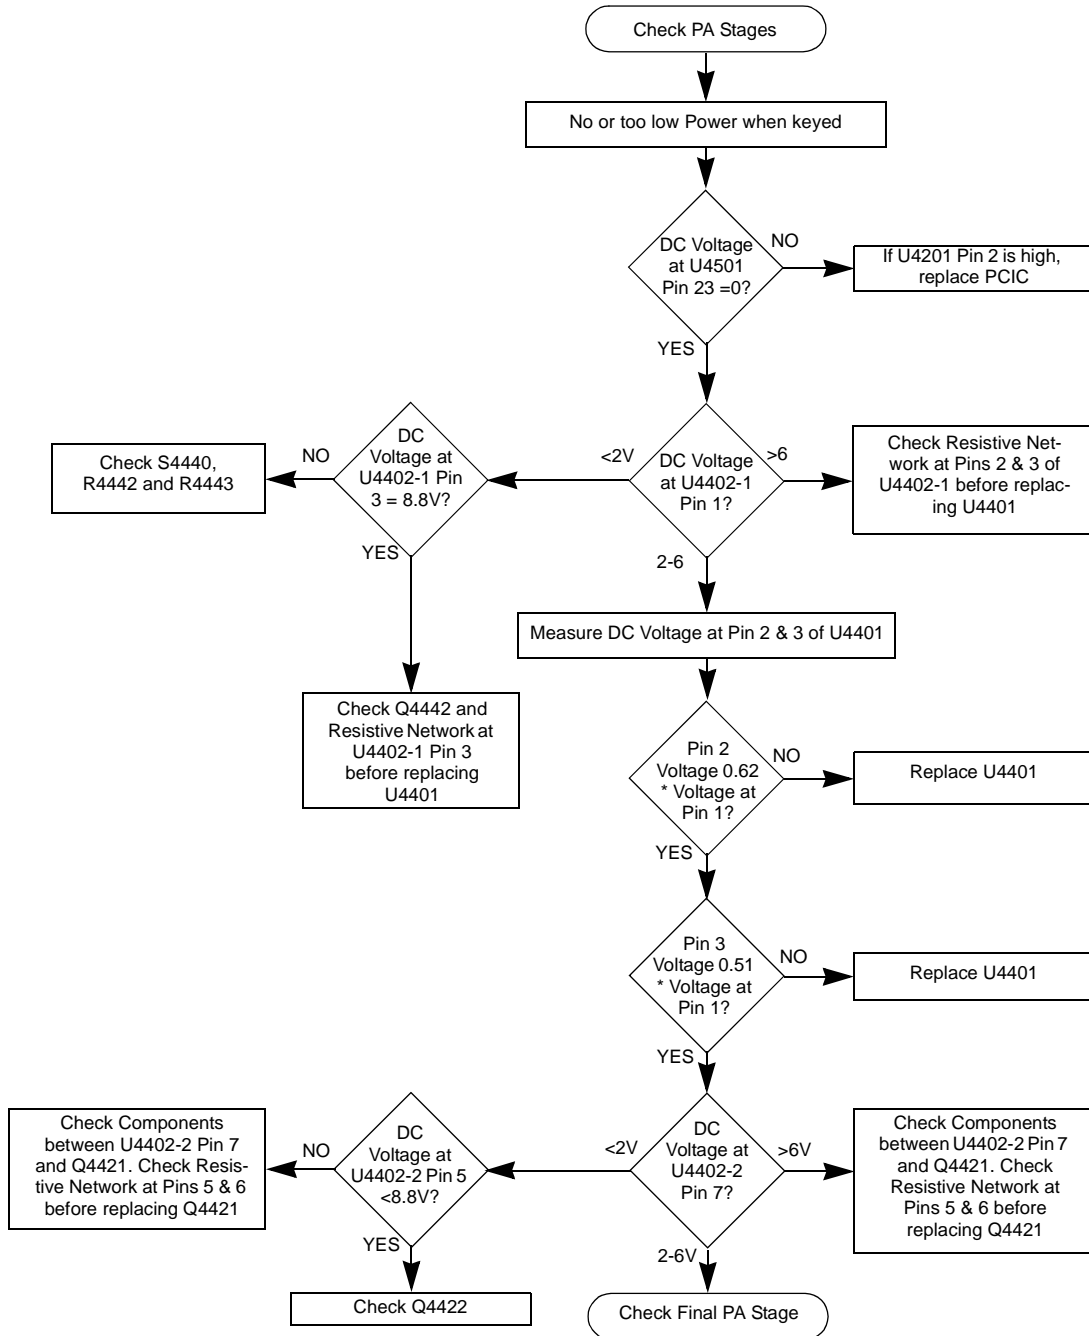 Check PA Stages
No or too low Power when keyed
DC Voltage
at U4501
Pin 23 =0?
NO
If U4201 Pin 2 is high,
replace PCIC
YES
DC Voltage
at U4402-1
Pin 1?
<2V
>6
Check Resistive Net-
work at Pins 2 & 3 of
U4402-1 before replac-
ing U4401
DC
Voltage at
U4402-1 Pin
3 = 8.8V?
NO
Check S4440,
R4442 and R4443
YES
Check Q4442 and
Resistive Network at
U4402-1 Pin 3
before replacing
U4401
2-6
Measure DC Voltage at Pin 2 & 3 of U4401
Pin 2
Voltage 0.62
* Voltage at
Pin 1?
NO
Replace U4401
YES
Pin 3
Voltage 0.51
* Voltage at
Pin 1?
NO
Replace U4401
YES
DC
Voltage at
U4402-2
Pin 7?
<2V
>6V
Check Components
between U4402-2 Pin 7
and Q4421. Check
Resistive Network at
Pins 5 & 6 before
replacing Q4421
DC
Voltage at
U4402-2 Pin 5
<8.8V?
NO
Check Components
between U4402-2 Pin 7
and Q4421. Check Resis-
tive Network at Pins 5 & 6
before replacing Q4421
YES
Check Q4422
2-6V
Check Final PA Stage